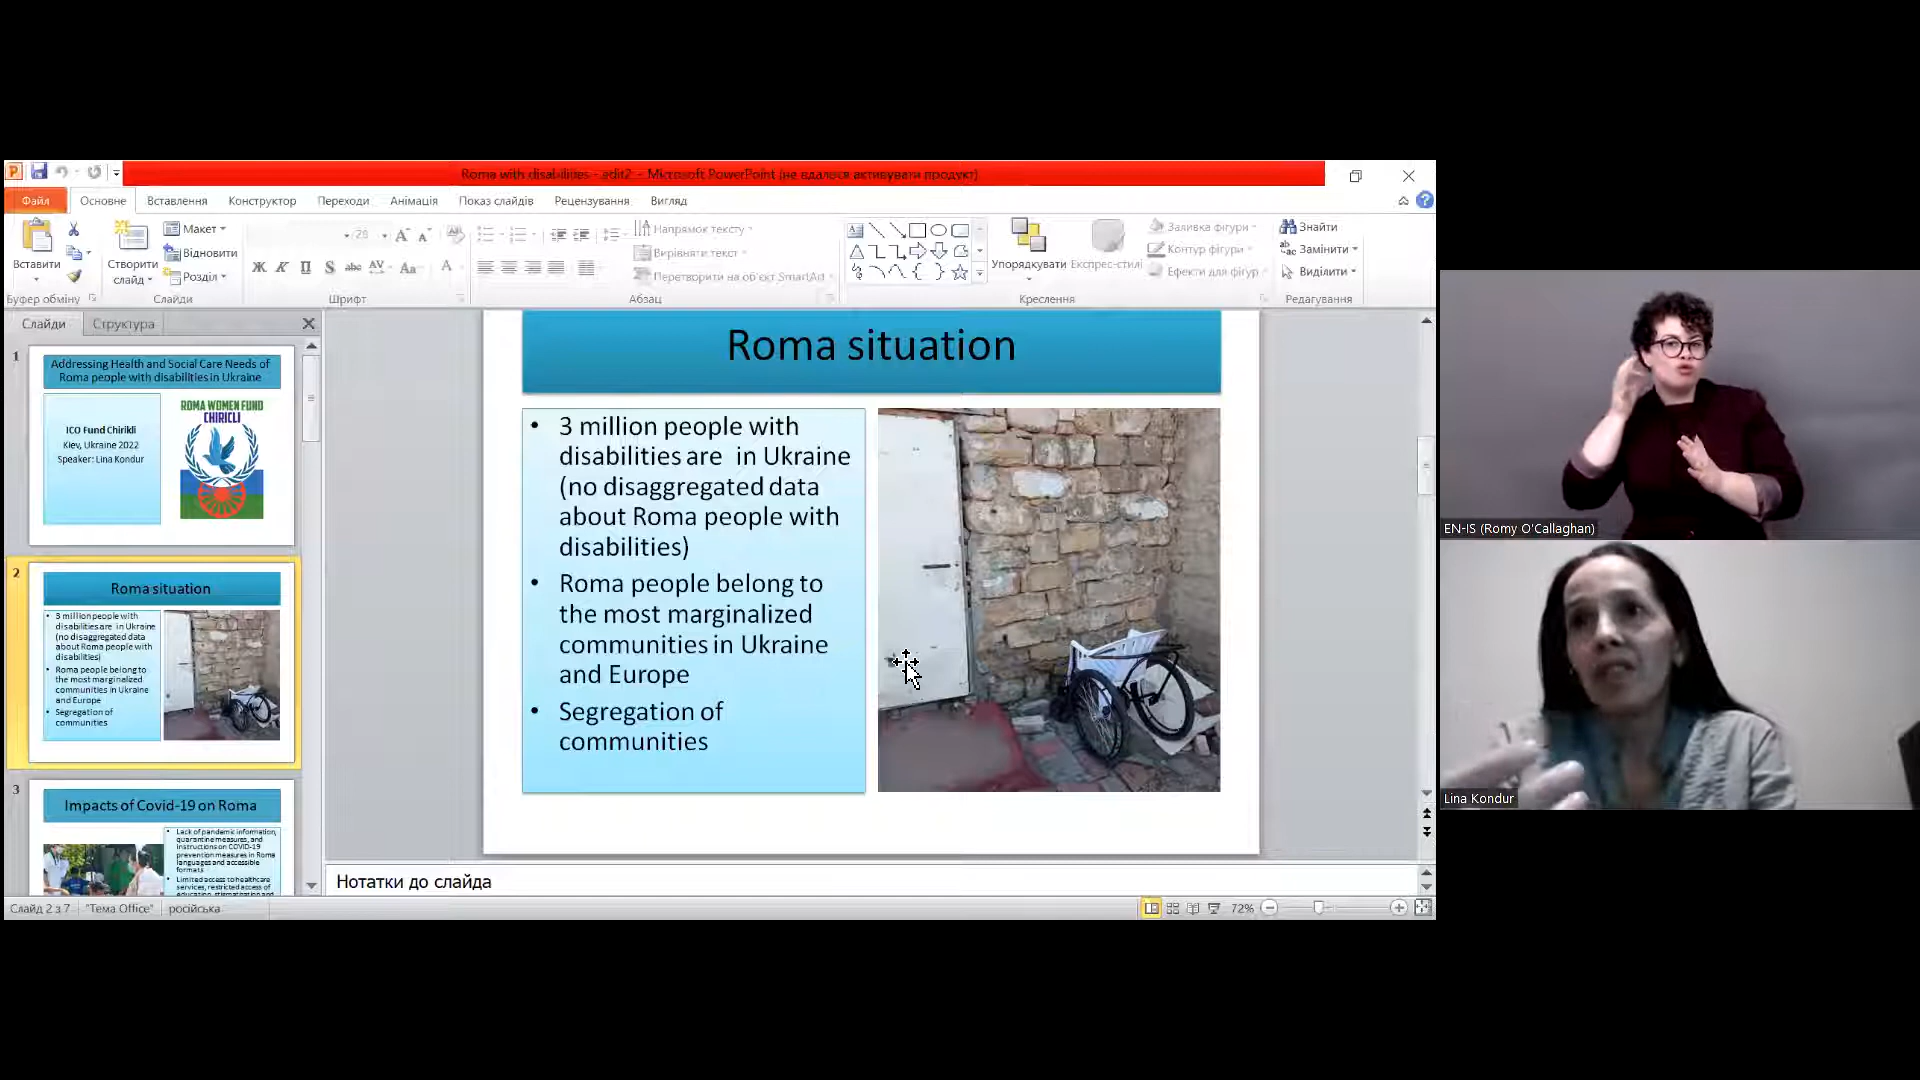 Roma with disabilities - edit2 - Microsoft PowerPoint (не вдалося активувати продукт)
Файл Основне Вставлення Конструктор Переходи Анімація Показ слайдів Рецензування Вигляд
Вставити
Створити
слайд
Макет
Відновити
Розділ
28
Напрямок тексту
Вирівняти текст
Перетворити на об'єкт SmartArt
Упорядкувати
Експрес-стилі
Заливка фігури
Контур фігури
Ефекти для фігур
Знайти
Замінити
Виділити
Буфер обміну Слайди Шрифт Абзац Креслення Редагування
Слайди Структура
1
Addressing Health and Social Care Needs of
Roma people with disabilities in Ukraine
ICO Fund Chirikli
Kiev, Ukraine 2022
Speaker: Lina Kondur
ROMA WOMEN FUND
CHIRICLI
2
Roma situation
• 3 million people with
disabilities are in Ukraine
(no disaggregated data
about Roma people with
disabilities)
• Roma people belong to
the most marginalized
communities in Ukraine
and Europe
• Segregation of
communities
3
Impacts of Covid-19 on Roma
• Lack of pandemic information,
quarantine measures, and
instructions on COVID-19
prevention measures in Roma
languages and accessible
formats
• Limited access to healthcare
services, restricted access of
Roma situation
• 3 million people with
disabilities are in Ukraine
(no disaggregated data
about Roma people with
disabilities)
• Roma people belong to
the most marginalized
communities in Ukraine
and Europe
• Segregation of
communities
Нотатки до слайда
Слайд 2 з 7 "Тема Office" російська 72%
EN-IS (Romy O'Callaghan)
Lina Kondur